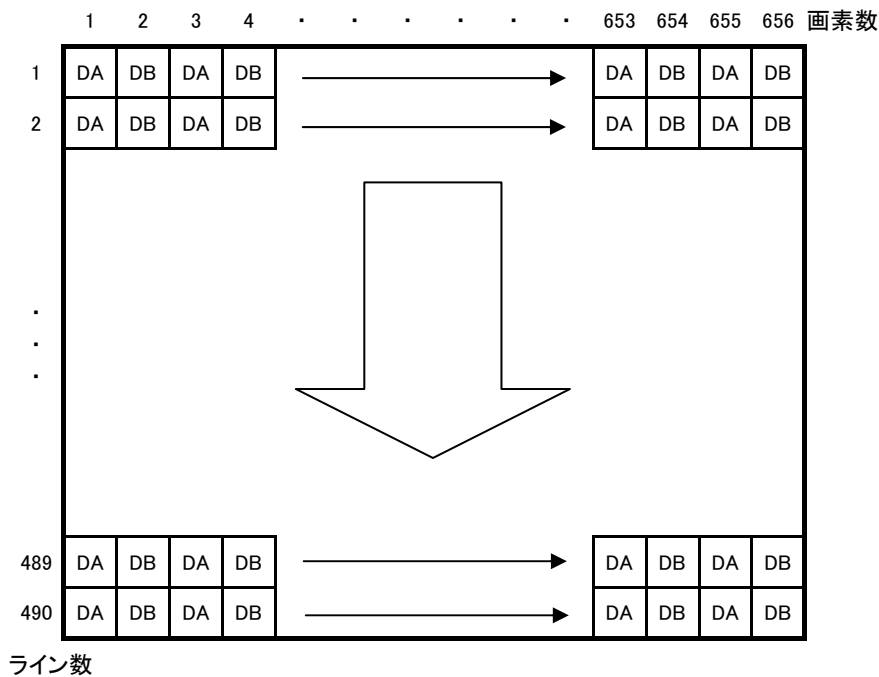 1 2 3 4 ・ ・ ・ ・ ・ ・ 653 654 655 656 画素数
1 DA DB DA DB DA DB DA DB
2 DA DB DA DB DA DB DA DB
・
・
・
489 DA DB DA DB DA DB DA DB
490 DA DB DA DB DA DB DA DB
ライン数